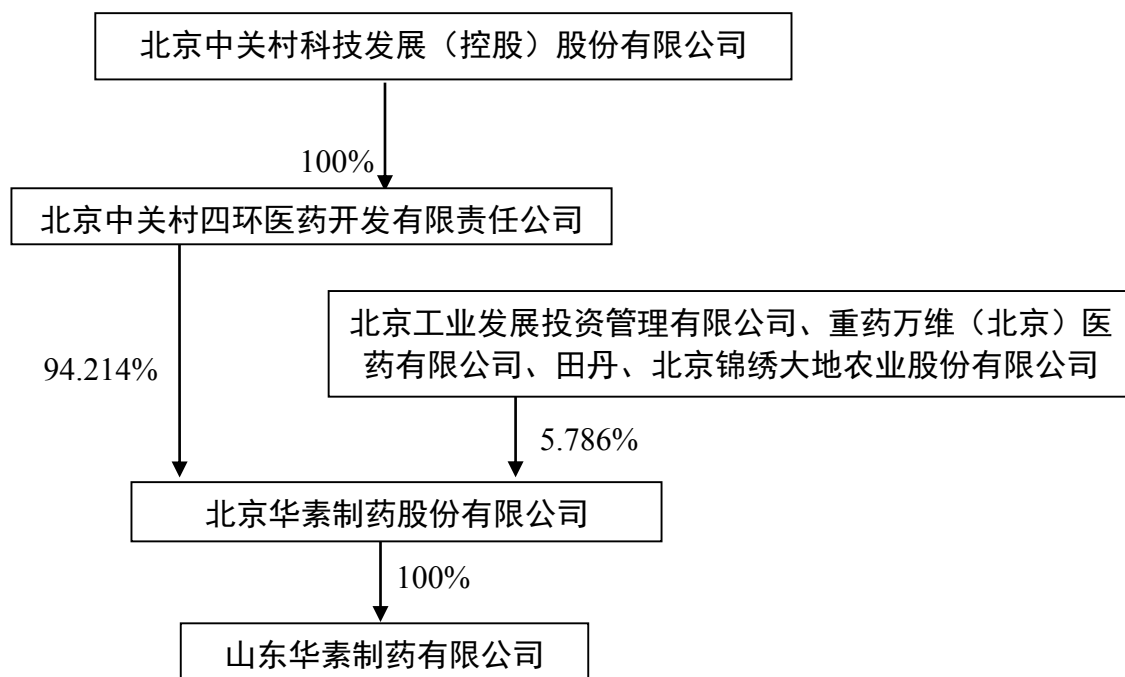 北京中关村科技发展（控股）股份有限公司
100%
北京中关村四环医药开发有限责任公司
北京工业发展投资管理有限公司、重药万维（北京）医
药有限公司、田丹、北京锦绣大地农业股份有限公司
94.214%
5.786%
北京华素制药股份有限公司
100%
山东华素制药有限公司